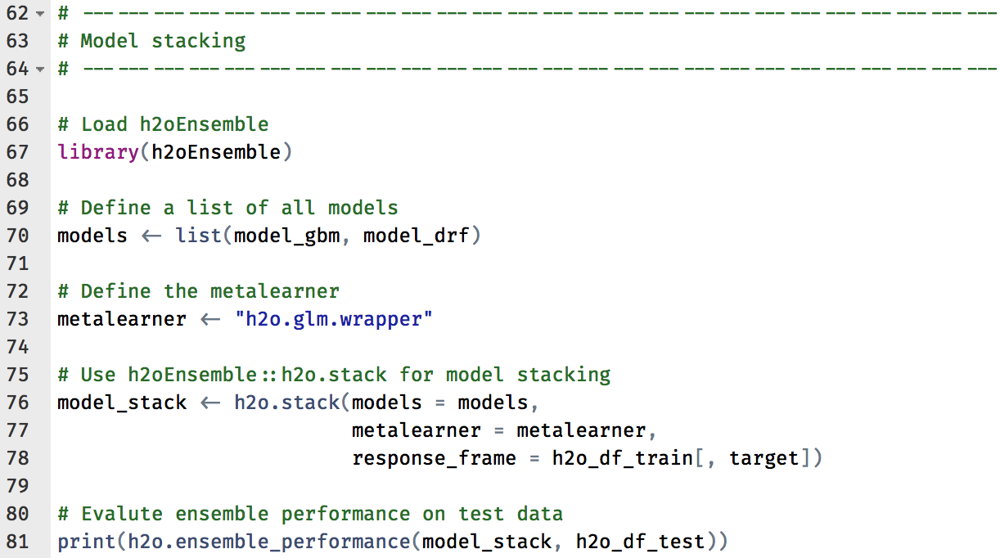 62 # --- --- --- --- --- --- --- --- --- --- --- --- --- --- --- --- --- --- --- --- --- --- --- --- --- ---
63 # Model stacking
64 # --- --- --- --- --- --- --- --- --- --- --- --- --- --- --- --- --- --- --- --- --- --- --- --- --- ---
65
66 # Load h2oEnsemble
67 library(h2oEnsemble)
68
69 # Define a list of all models
70 models <- list(model_gbm, model_drf)
71
72 # Define the metalearner
73 metalearner <- "h2o.glm.wrapper"
74
75 # Use h2oEnsemble::h2o.stack for model stacking
76 model_stack <- h2o.stack(models = models,
77                          metalearner = metalearner,
78                          response_frame = h2o_df_train[, target])
79
80 # Evalute ensemble performance on test data
81 print(h2o.ensemble_performance(model_stack, h2o_df_test))